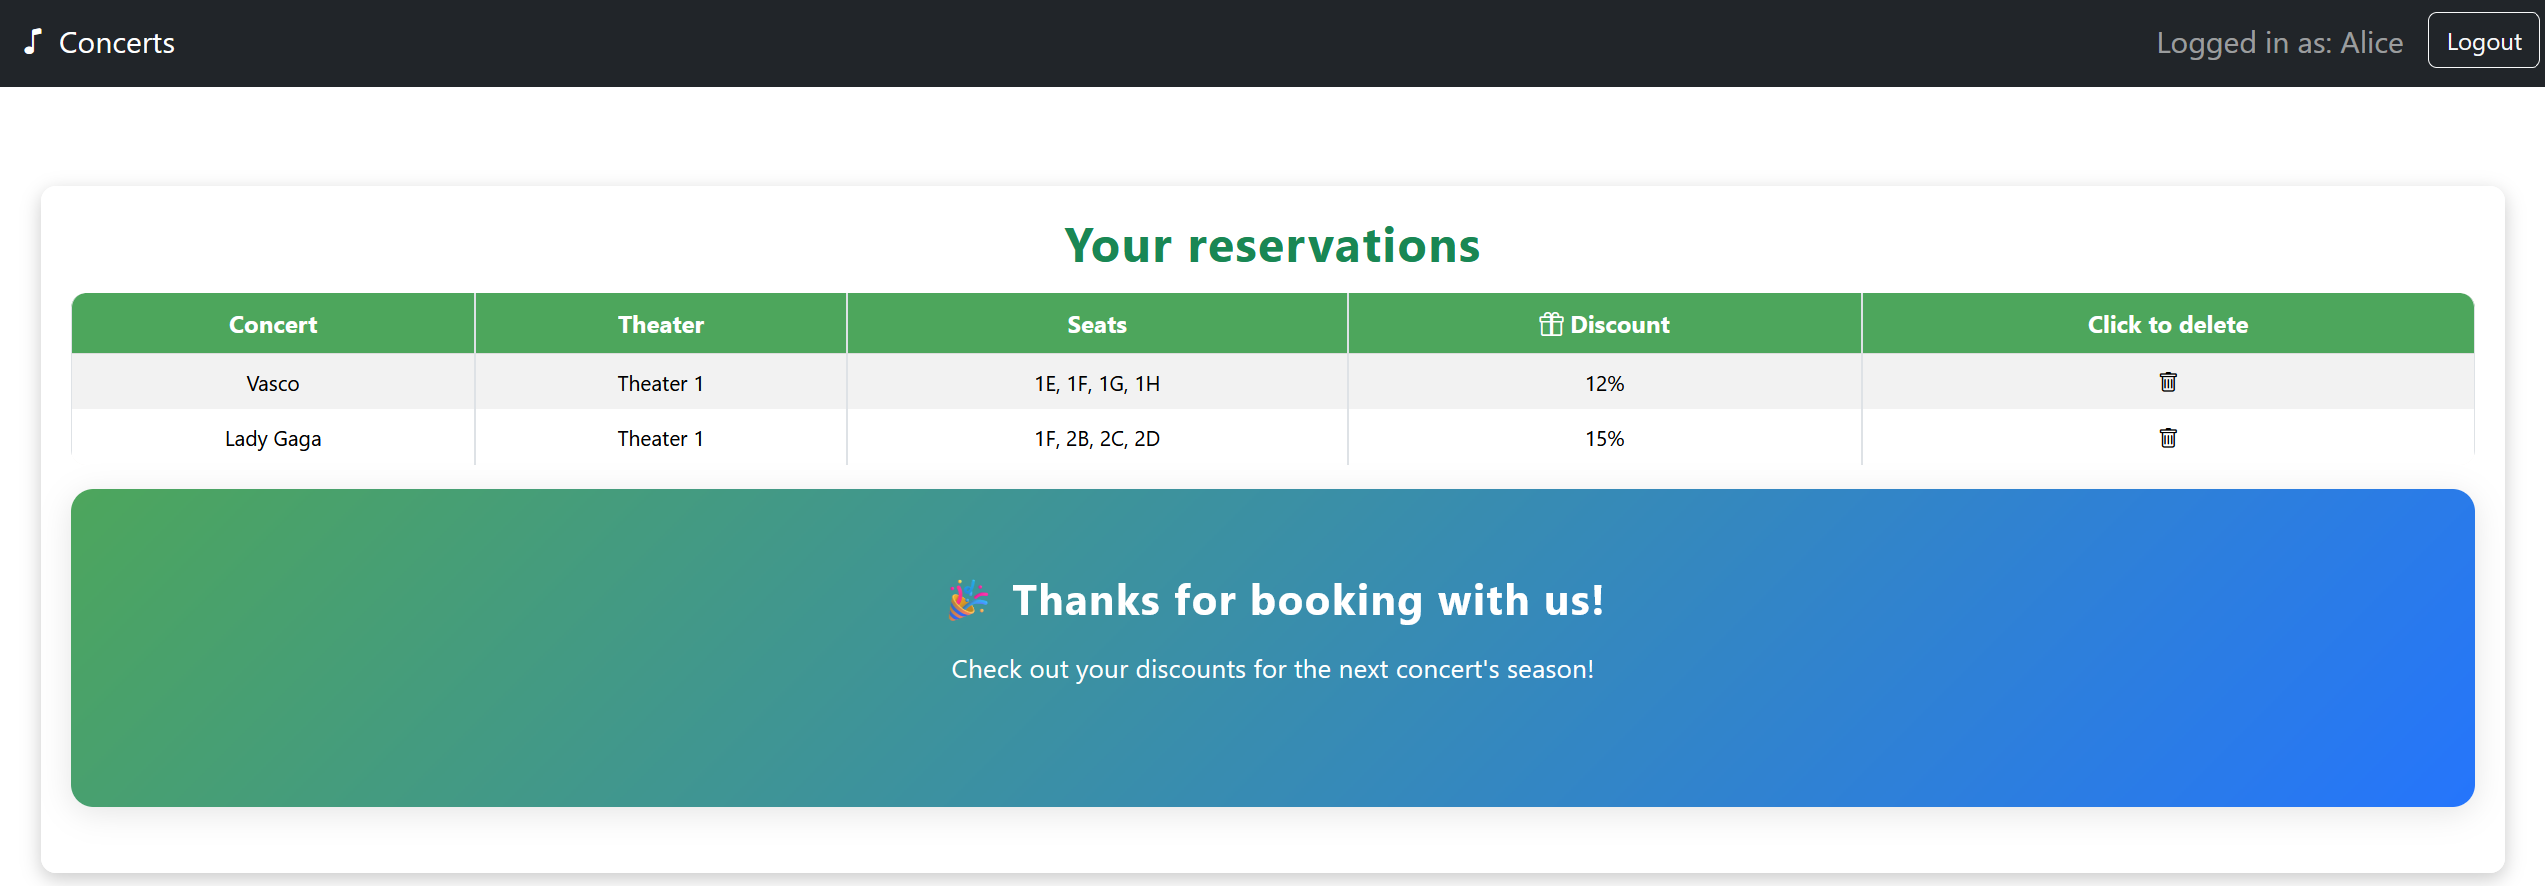 Concerts
Logged in as: Alice
Logout
Your reservations
Concert Theater Seats Discount Click to delete
Vasco Theater 1 1E, 1F, 1G, 1H 12%
Lady Gaga Theater 1 1F, 2B, 2C, 2D 15%
Thanks for booking with us!
Check out your discounts for the next concert's season!